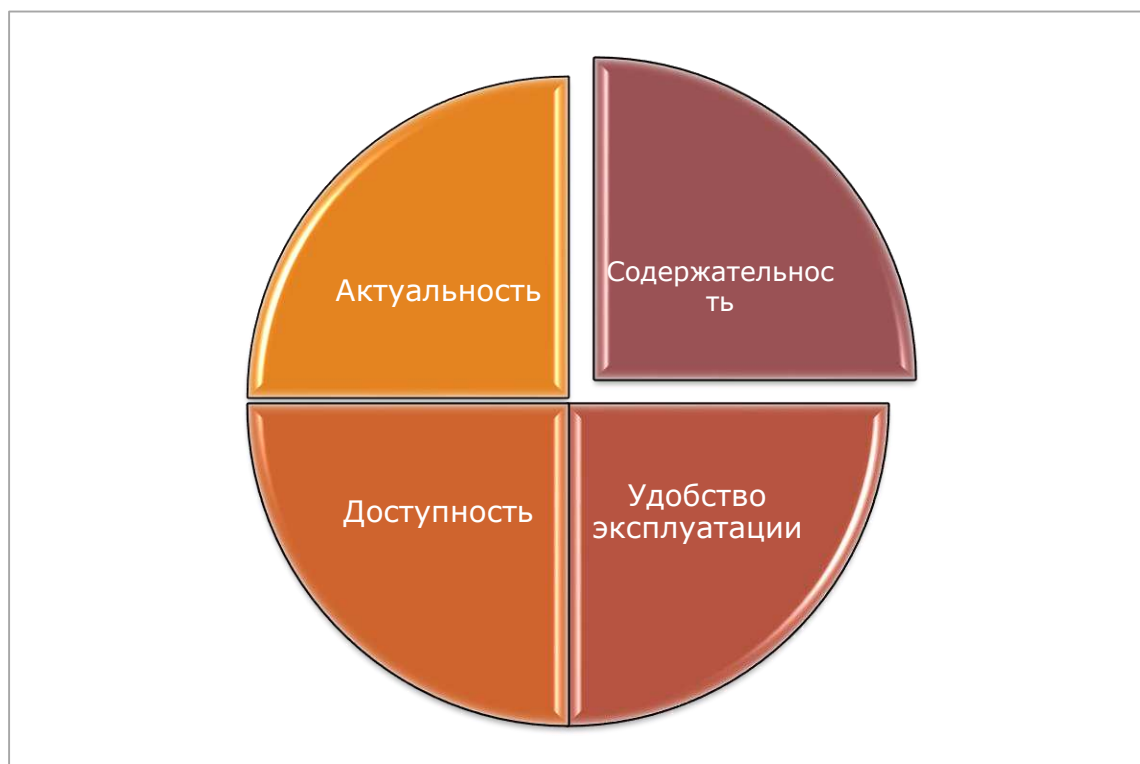 Актуальность
Содержательнос
ть
Доступность
Удобство
эксплуатации